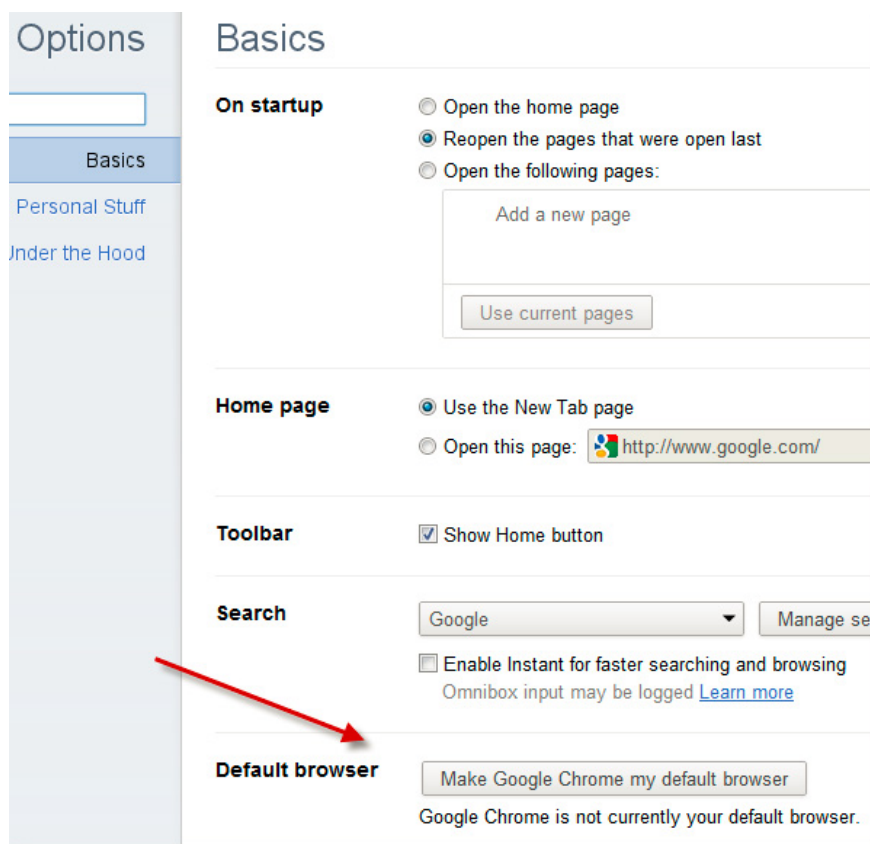 Options
Basics
Personal Stuff
Under the Hood
Basics
On startup
Open the home page
Reopen the pages that were open last
Open the following pages:
Add a new page
Use current pages
Home page
Use the New Tab page
Open this page: http://www.google.com/
Toolbar
Show Home button
Search
Google
Manage se
Enable Instant for faster searching and browsing
Omnibox input may be logged Learn more
Default browser
Make Google Chrome my default browser
Google Chrome is not currently your default browser.